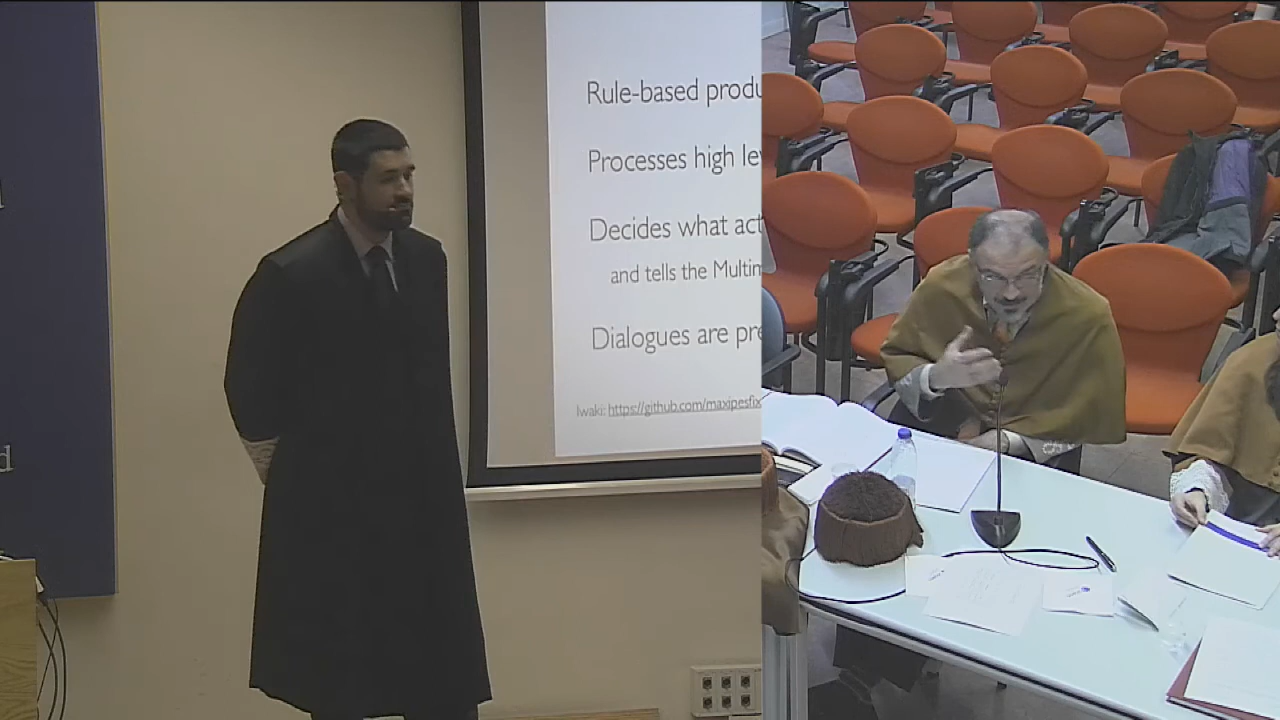 Rule-based produ
Processes high le
Decides what act
and tells the Multim
Dialogues are pre
Iwaki: https://github.com/maxipesfix